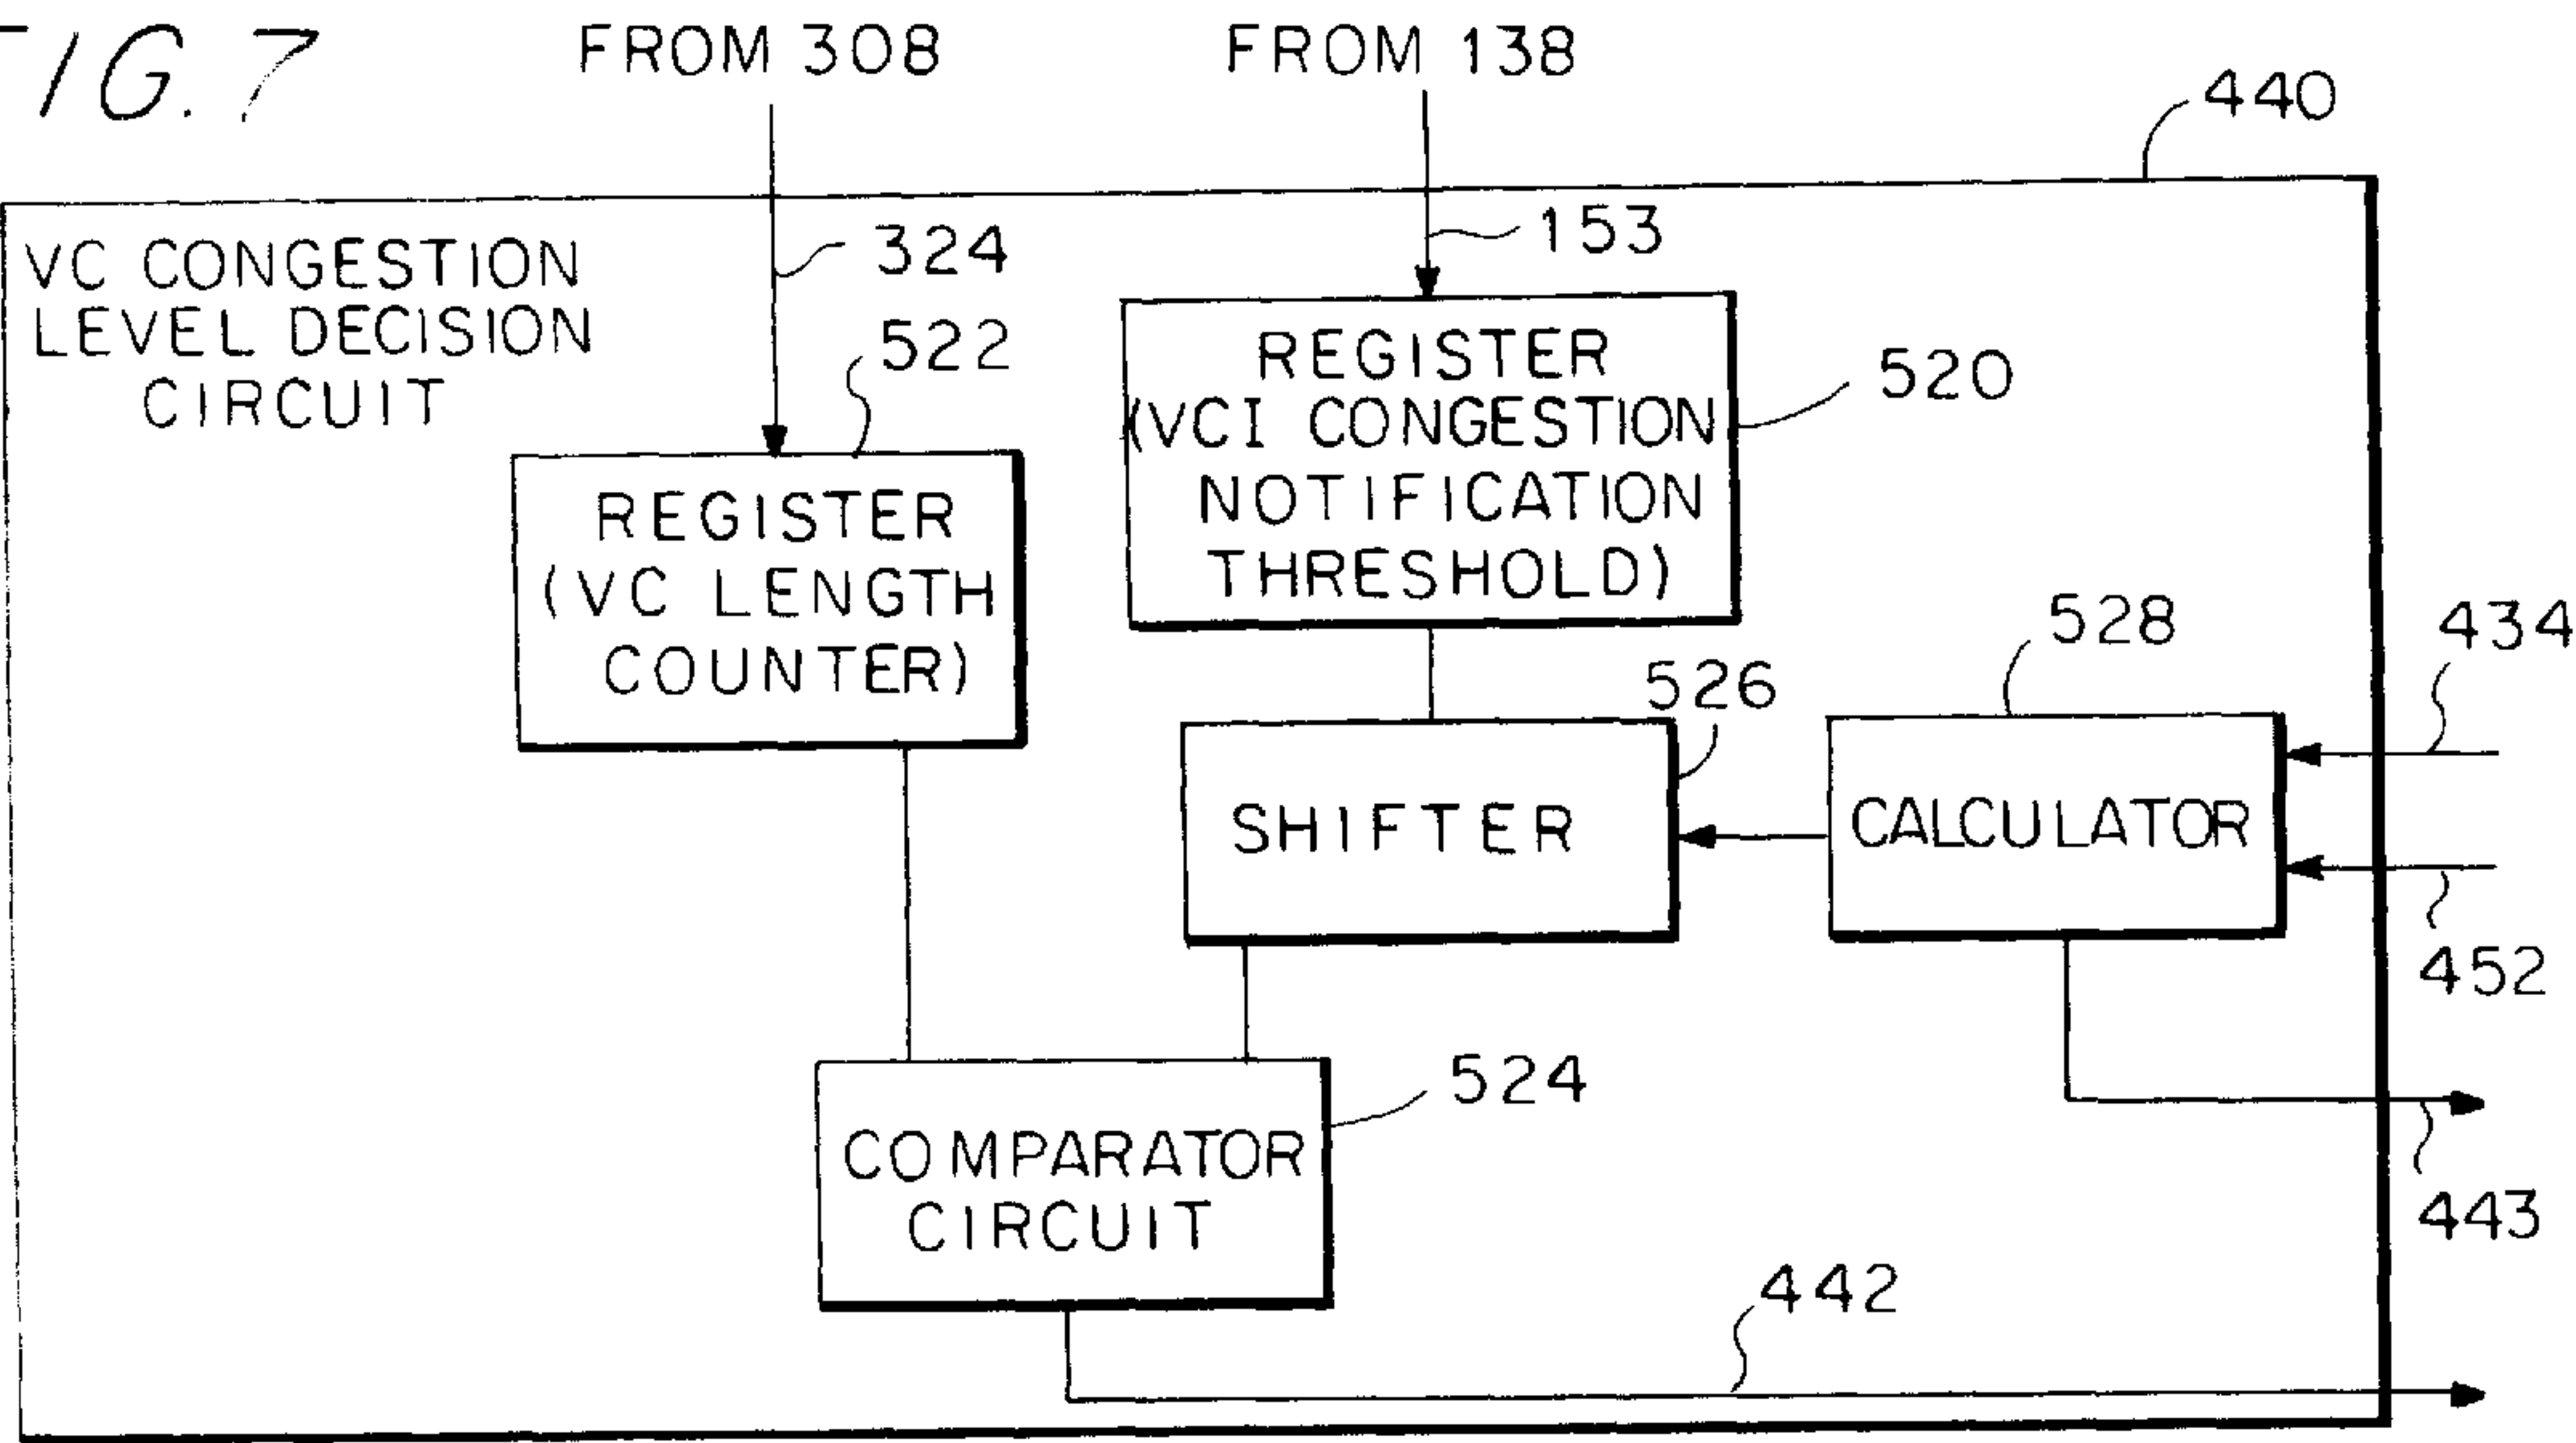 FIG. 7
FROM 308
FROM 138
440
153
324
VC CONGESTION
LEVEL DECISION
CIRCUIT
522
520
REGISTER
(VCI CONGESTION
NOTIFICATION
THRESHOLD)
REGISTER
(VC LENGTH
COUNTER)
528
434
526
SHIFTER
CALCULATOR
452
524
COMPARATOR
CIRCUIT
443
442